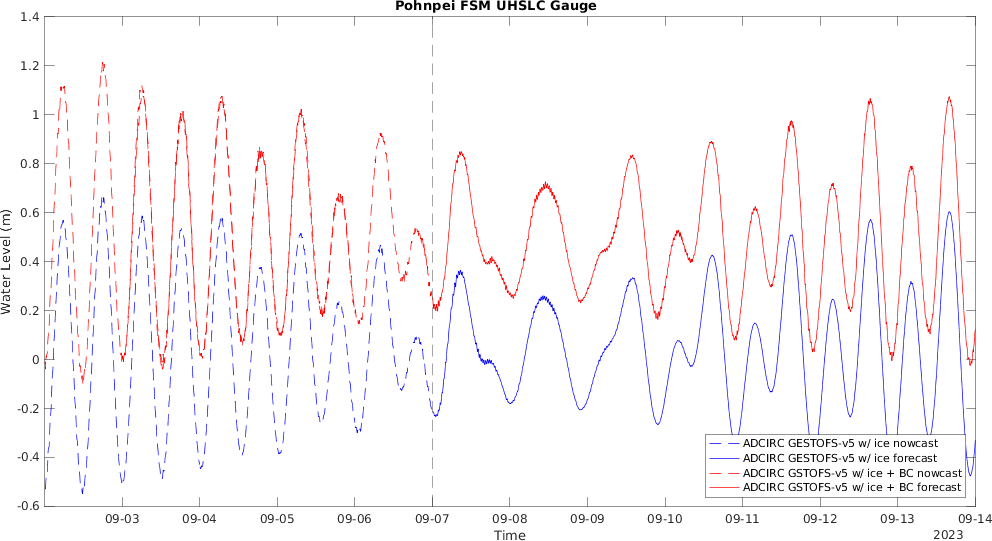 Pohnpei FSM UHSLC Gauge
1.4
1.2
1
0.8
0.6
0.4
0.2
0
-0.2
-0.4
-0.6
Water Level (m)
ADCIRC GESTOFS-v5 w/ ice nowcast
ADCIRC GESTOFS-v5 w/ ice forecast
ADCIRC GSTOFS-v5 w/ ice + BC nowcast
ADCIRC GSTOFS-v5 w/ ice + BC forecast
09-03 09-04 09-05 09-06 09-07 09-08 09-09 09-10 09-11 09-12 09-13 09-14
Time
2023